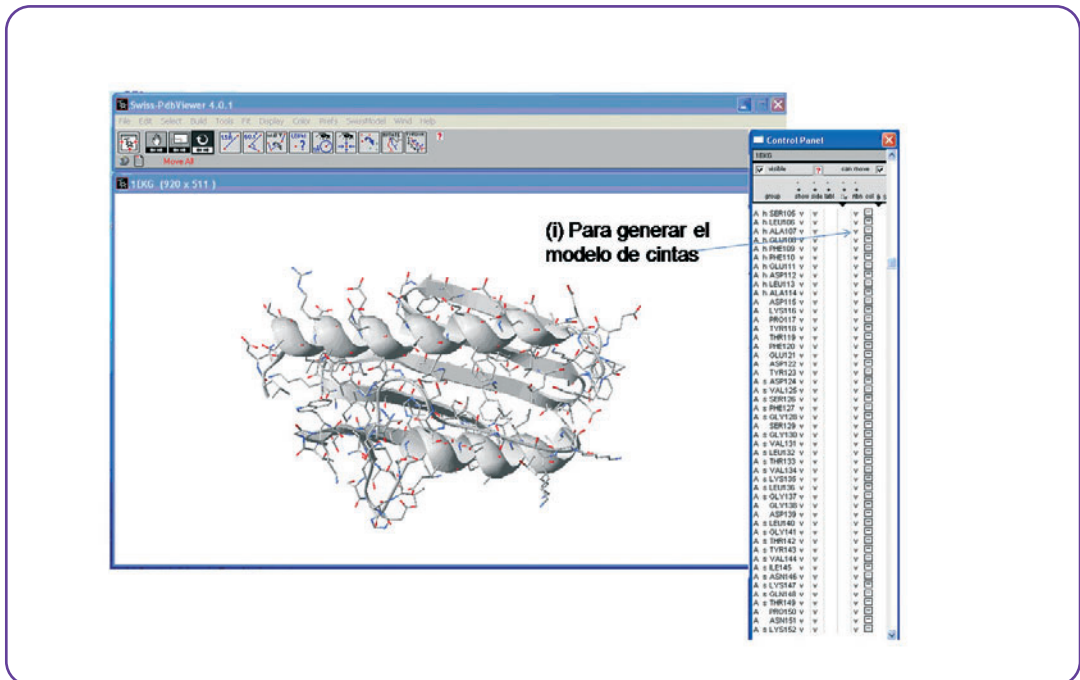 Swiss-PdbViewer 4.0.1
File Edit Select Build Tools Fit Display Color Prefs SwissModel Wind Help
Move All
1EKG (920 x 511 )
(i) Para generar el
modelo de cintas
Control Panel
1EKG
visible ? can move
group show side labl ribn col
A h SER105 v v v
A h LEU106 v v v
A h ALA107 v v v
A h GLU108 v v v
A h PHE109 v v v
A h PHE110 v v v
A h GLU111 v v v
A h ASP112 v v v
A h LEU113 v v v
A h ALA114 v v v
A ASP115 v v v
A LYS116 v v v
A PRO117 v v v
A TYR118 v v v
A THR119 v v v
A PHE120 v v v
A GLU121 v v v
A ASP122 v v v
A TYR123 v v v
A s ASP124 v v v
A s VAL125 v v v
A s SER126 v v v
A s PHE127 v v v
A s GLY128 v v v
A SER129 v v v
A s GLY130 v v v
A s VAL131 v v v
A s LEU132 v v v
A s THR133 v v v
A s VAL134 v v v
A s LYS135 v v v
A s LEU136 v v v
A s GLY137 v v v
A GLY138 v v v
A ASP139 v v v
A s LEU140 v v v
A s GLY141 v v v
A s THR142 v v v
A s TYR143 v v v
A s VAL144 v v v
A s ILE145 v v v
A s ASN146 v v v
A s LYS147 v v v
A s GLN148 v v v
A s THR149 v v v
A PRO150 v v v
A ASN151 v v v
A s LYS152 v v v